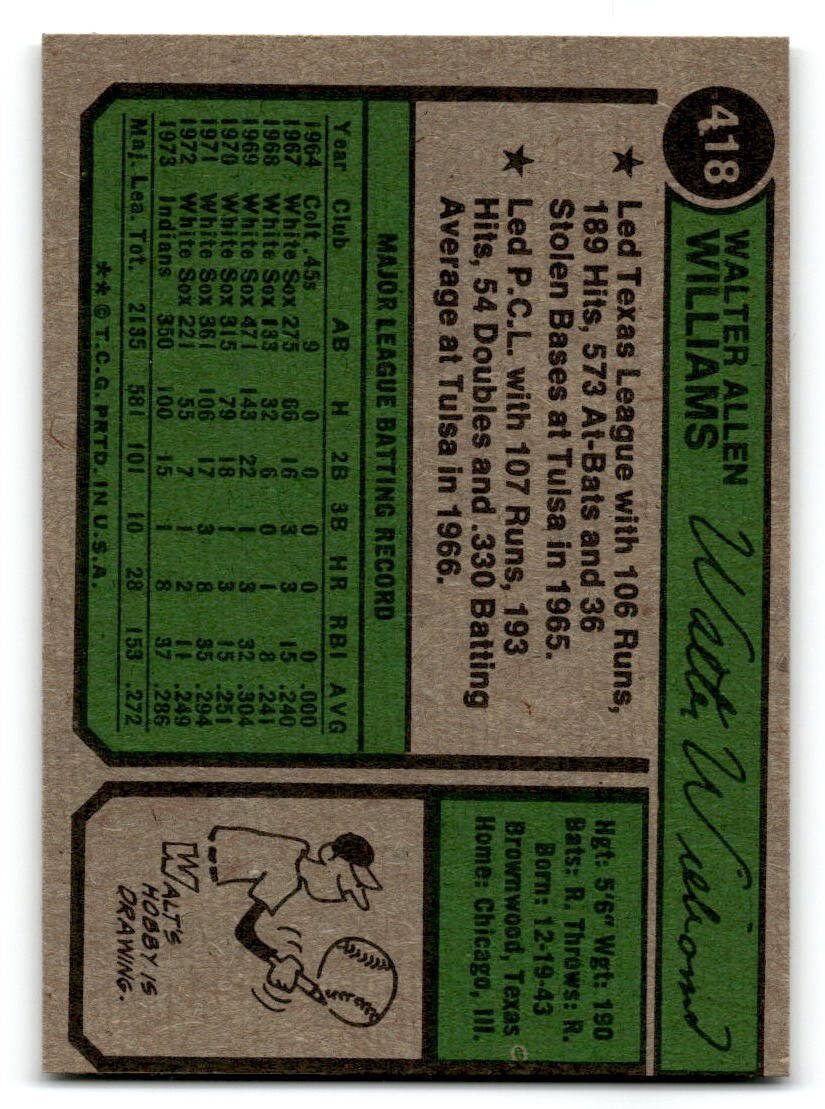 418
WALTER ALLEN
WILLIAMS
Walter Williams
★ Led Texas League with 106 Runs,
189 Hits, 573 At-Bats and 36
Stolen Bases at Tulsa in 1965.
★ Led P.C.L. with 107 Runs, 193
Hits, 54 Doubles and .330 Batting
Average at Tulsa in 1966.
Hgt: 5'6" Wgt: 190
Bats: R. Throws: R.
Born: 12-19-43
Brownwood, Texas
Home: Chicago, Ill.
©
MAJOR LEAGUE BATTING RECORD
Year Club AB H 2B 3B HR RBI AVG
1964 Colt .45s 9 0 0 0 0 0 .000
1967 White Sox 275 66 16 3 3 15 .240
1968 White Sox 133 32 6 0 1 8 .241
1969 White Sox 471 143 22 1 3 32 .304
1970 White Sox 315 79 18 1 3 15 .251
1971 White Sox 361 106 17 3 8 35 .294
1972 White Sox 221 55 7 1 2 11 .249
1973 Indians 350 100 15 1 8 37 .286
Maj. Lea. Tot. 2135 581 101 10 28 153 .272
**© T.C.G. PRTD. IN U.S.A.
WALT'S
HOBBY IS
DRAWING.